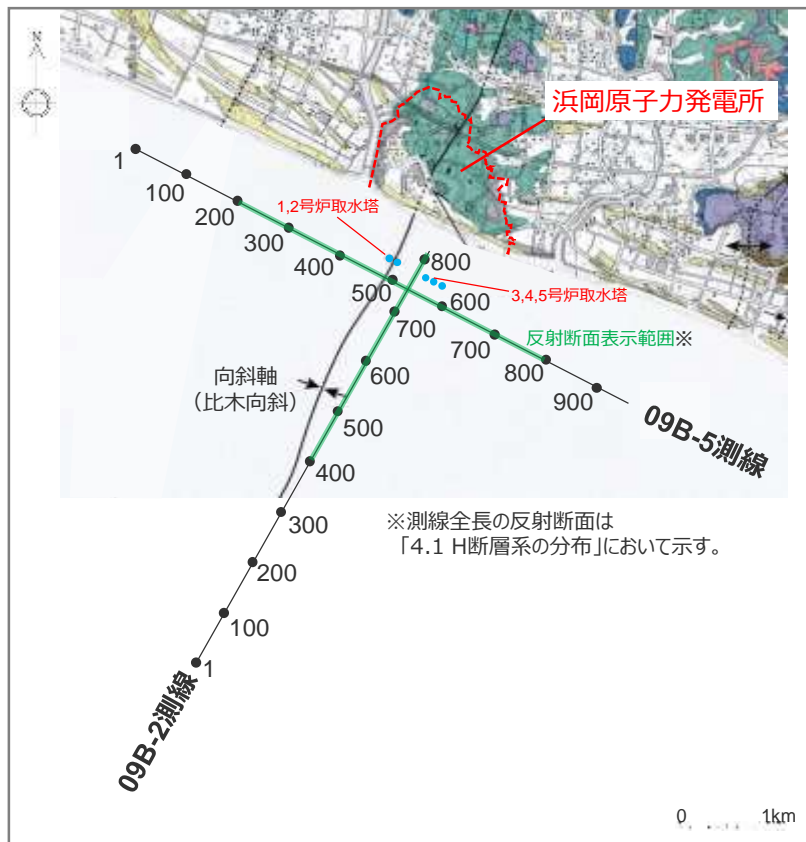 N
浜岡原子力発電所
1
100
200
300
400
500
600
700
800
900
1,2号炉取水塔
3,4,5号炉取水塔
反射断面表示範囲※
09B-5測線
800
700
600
500
400
300
200
100
1
09B-2測線
向斜軸
（比木向斜）
※測線全長の反射断面は
「4.1 H断層系の分布」において示す。
0 1km